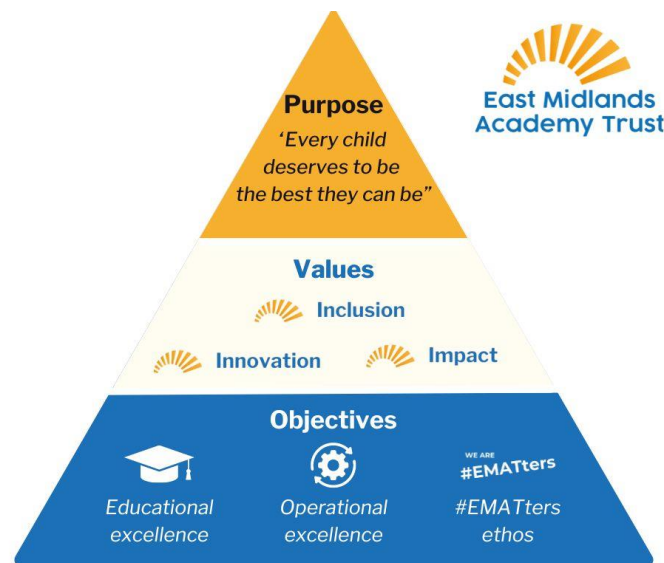 East Midlands
Academy Trust
Purpose
‘Every child
deserves to be
the best they can be”
Values
Inclusion
Innovation
Impact
Objectives
WE ARE
#EMATters
Educational
excellence
Operational
excellence
#EMATters
ethos